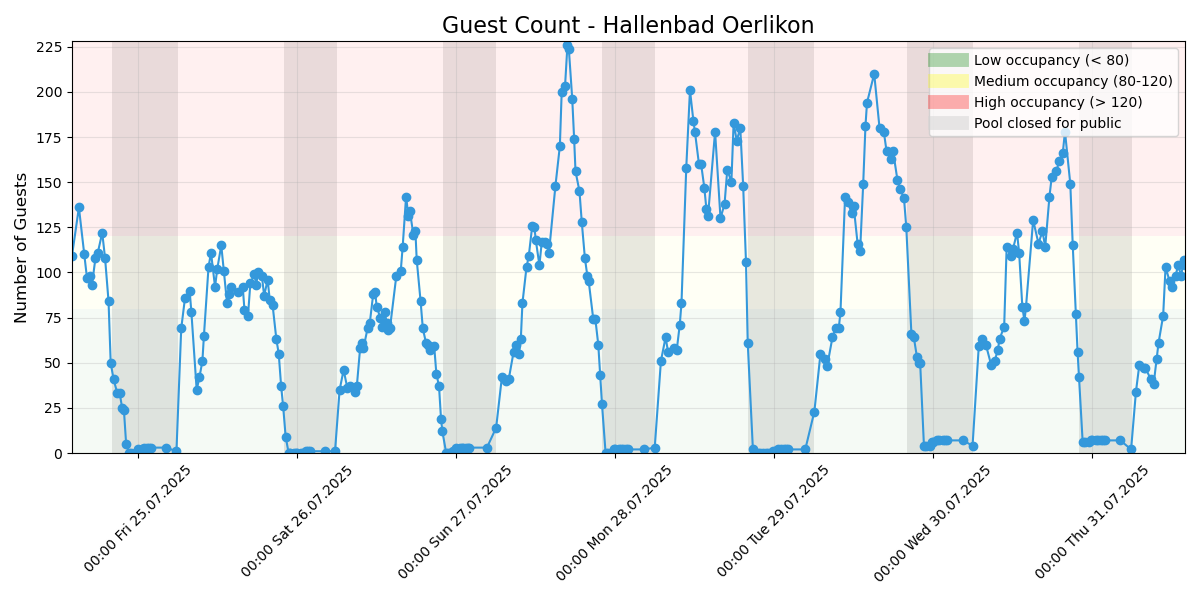 Guest Count - Hallenbad Oerlikon
Number of Guests
225
200
175
150
125
100
75
50
25
0
Low occupancy (< 80)
Medium occupancy (80-120)
High occupancy (> 120)
Pool closed for public
00:00 Fri 25.07.2025
00:00 Sat 26.07.2025
00:00 Sun 27.07.2025
00:00 Mon 28.07.2025
00:00 Tue 29.07.2025
00:00 Wed 30.07.2025
00:00 Thu 31.07.2025